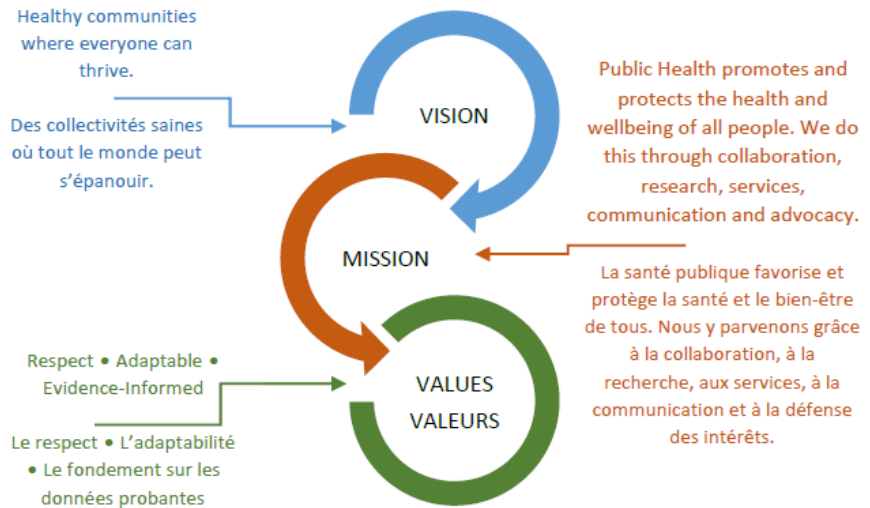 Healthy communities
where everyone can
thrive.
Des collectivités saines
où tout le monde peut
s'épanouir.
VISION
Public Health promotes and
protects the health and
wellbeing of all people. We do
this through collaboration,
research, services,
communication and advocacy.
MISSION
La santé publique favorise et
protège la santé et le bien-être
de tous. Nous y parvenons grâce
à la collaboration, à la
recherche, aux services, à la
communication et à la défense
des intérêts.
Respect • Adaptable •
Evidence-Informed
VALUES
VALEURS
Le respect • L'adaptabilité
• Le fondement sur les
données probantes